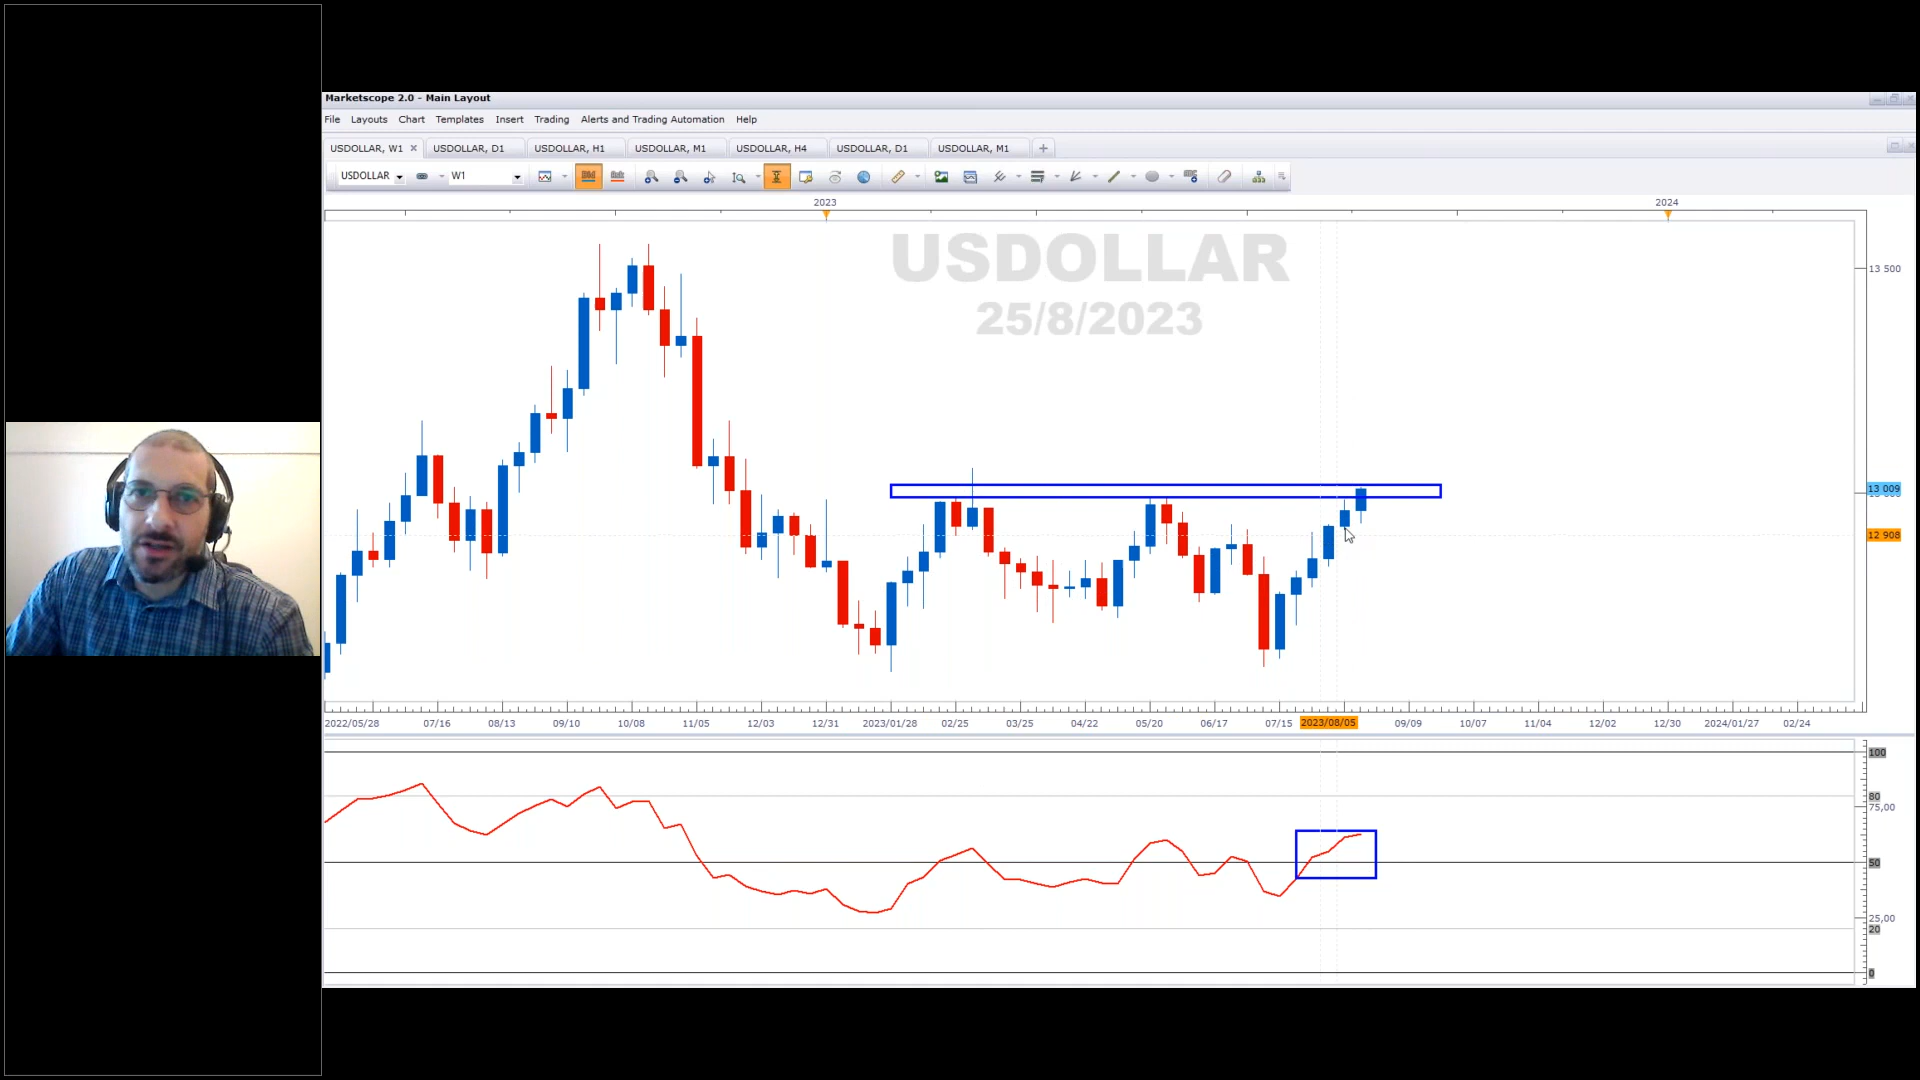 Marketscope 2.0 - Main Layout
File Layouts Chart Templates Insert Trading Alerts and Trading Automation Help
USDOLLAR, W1 USDOLLAR, D1 USDOLLAR, H1 USDOLLAR, M1 USDOLLAR, H4 USDOLLAR, D1 USDOLLAR, M1
USDOLLAR W1
2023 2024
USDOLLAR
25/8/2023
13 500
13 009
12 908
2022/05/28 07/16 08/13 09/10 10/08 11/05 12/03 12/31 2023/01/28 02/25 03/25 04/22 05/20 06/17 07/15 2023/08/05 09/09 10/07 11/04 12/02 12/30 2024/01/27 02/24
100
80
75,00
50
25,00
20
0